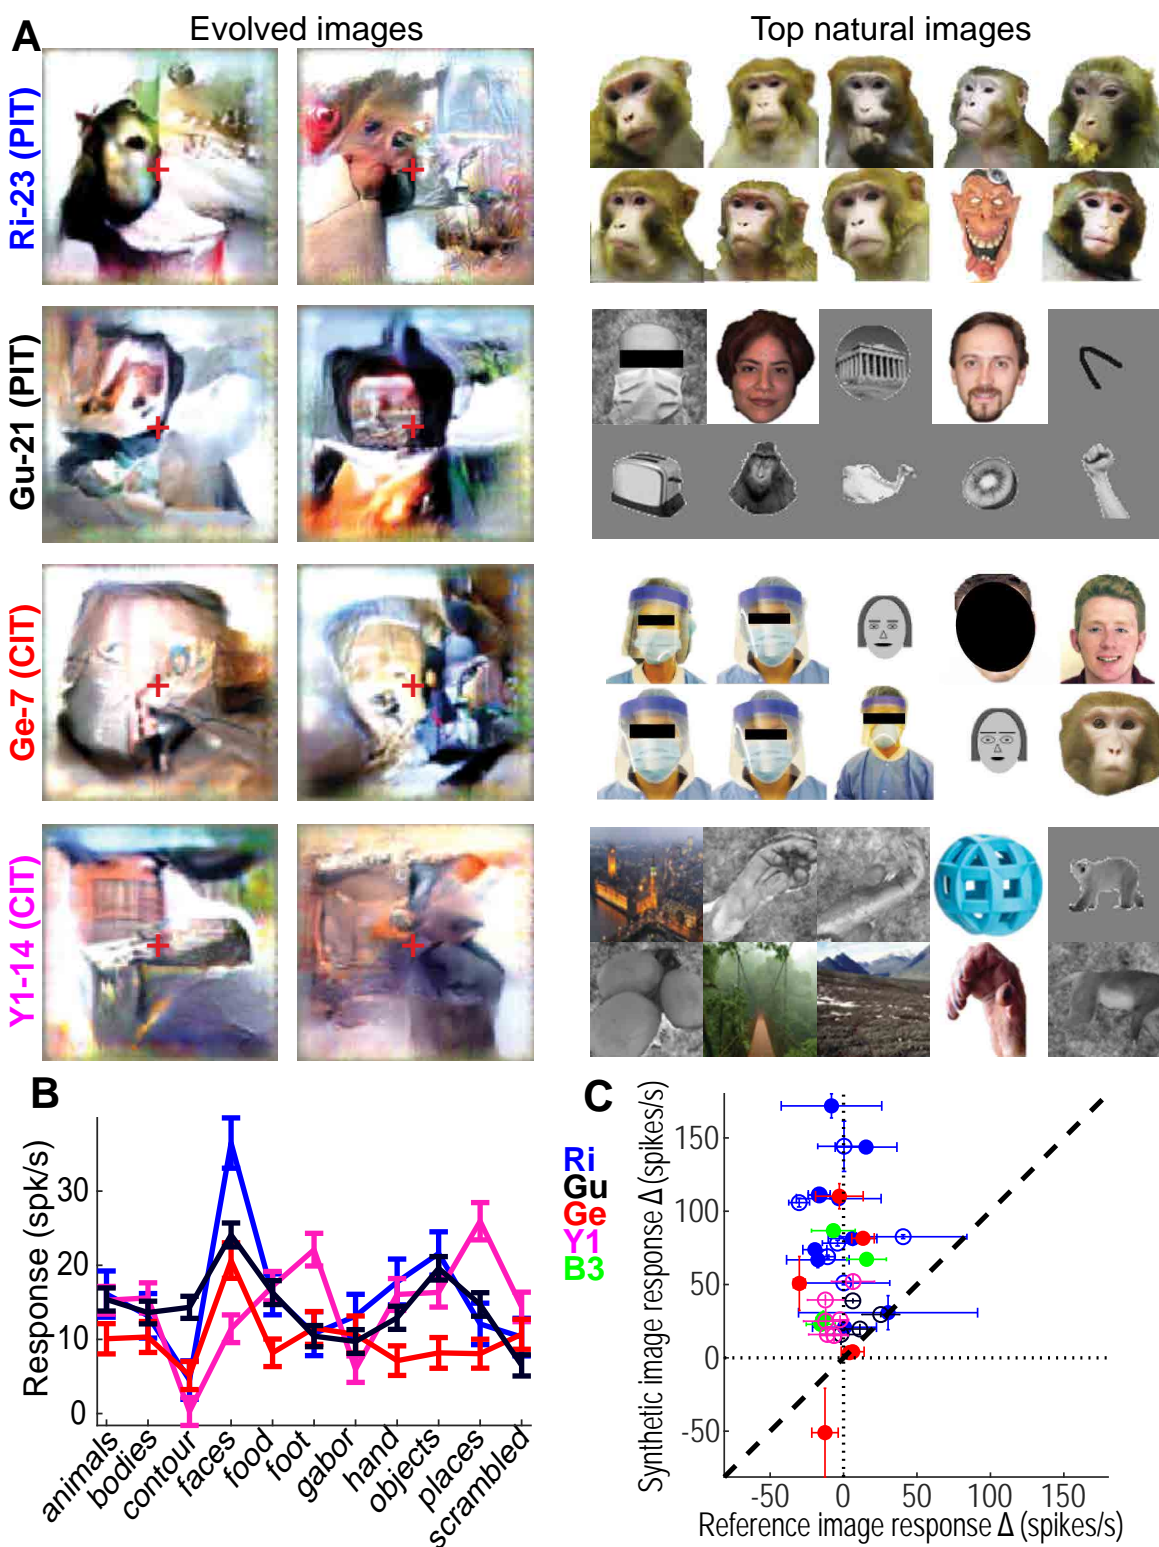 A
Evolved images
Top natural images
Ri-23 (PIT)
Gu-21 (PIT)
Ge-7 (CIT)
Y1-14 (CIT)
B
Response (spk/s)
30
20
10
0
animals
bodies
contour
faces
food
foot
gabor
hand
objects
places
scrambled
Ri
Gu
Ge
Y1
B3
C
Synthetic image response Δ (spikes/s)
150
100
50
0
-50
-50
0
50
100
150
Reference image response Δ (spikes/s)